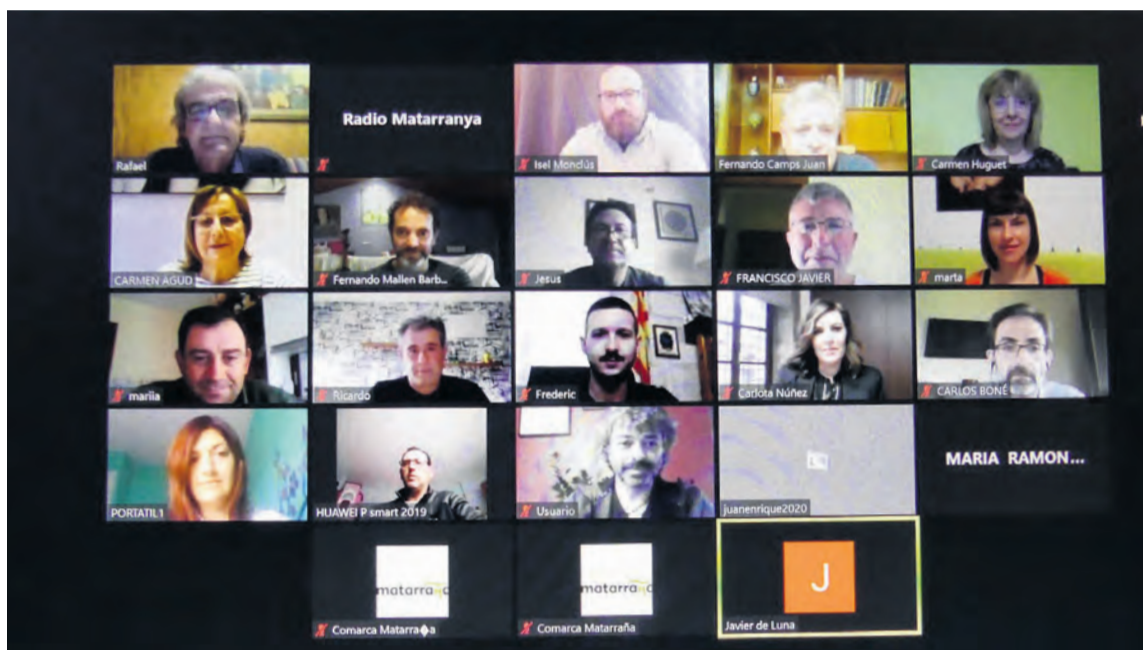 Rafael
Radio Matarranya
Isel Monclús
Fernando Camps Juan
Carmen Huguet
CARMEN AGUD
Fernando Mallen Barb...
Jesus
FRANCISCO JAVIER
marta
mariia
Ricardo
Frederic
Carlota Núñez
CARLOS BONÉ
PORTATIL1
HUAWEI P smart 2019
Usuario
juanenrique2020
MARIA RAMON...
matarraña
Comarca Matarra�a
matarraña
Comarca Matarraña
J
Javier de Luna